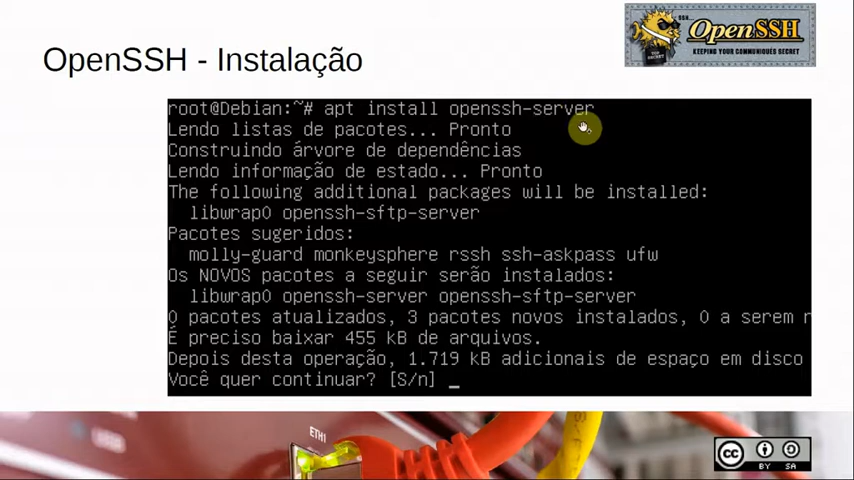 OpenSSH - Instalação
OpenSSH
KEEPING YOUR COMMUNIQUES SECRET
root@Debian:~# apt install openssh-server
Lendo listas de pacotes... Pronto
Construindo árvore de dependências
Lendo informação de estado... Pronto
The following additional packages will be installed:
libwrap0 openssh-sftp-server
Pacotes sugeridos:
molly-guard monkeysphere rssh ssh-askpass ufw
Os NOVOS pacotes a seguir serão instalados:
libwrap0 openssh-server openssh-sftp-server
0 pacotes atualizados, 3 pacotes novos instalados, 0 a serem r
É preciso baixar 455 kB de arquivos.
Depois desta operação, 1.719 kB adicionais de espaço em disco
Você quer continuar? [S/n] _
ETH1
CC
BY SA